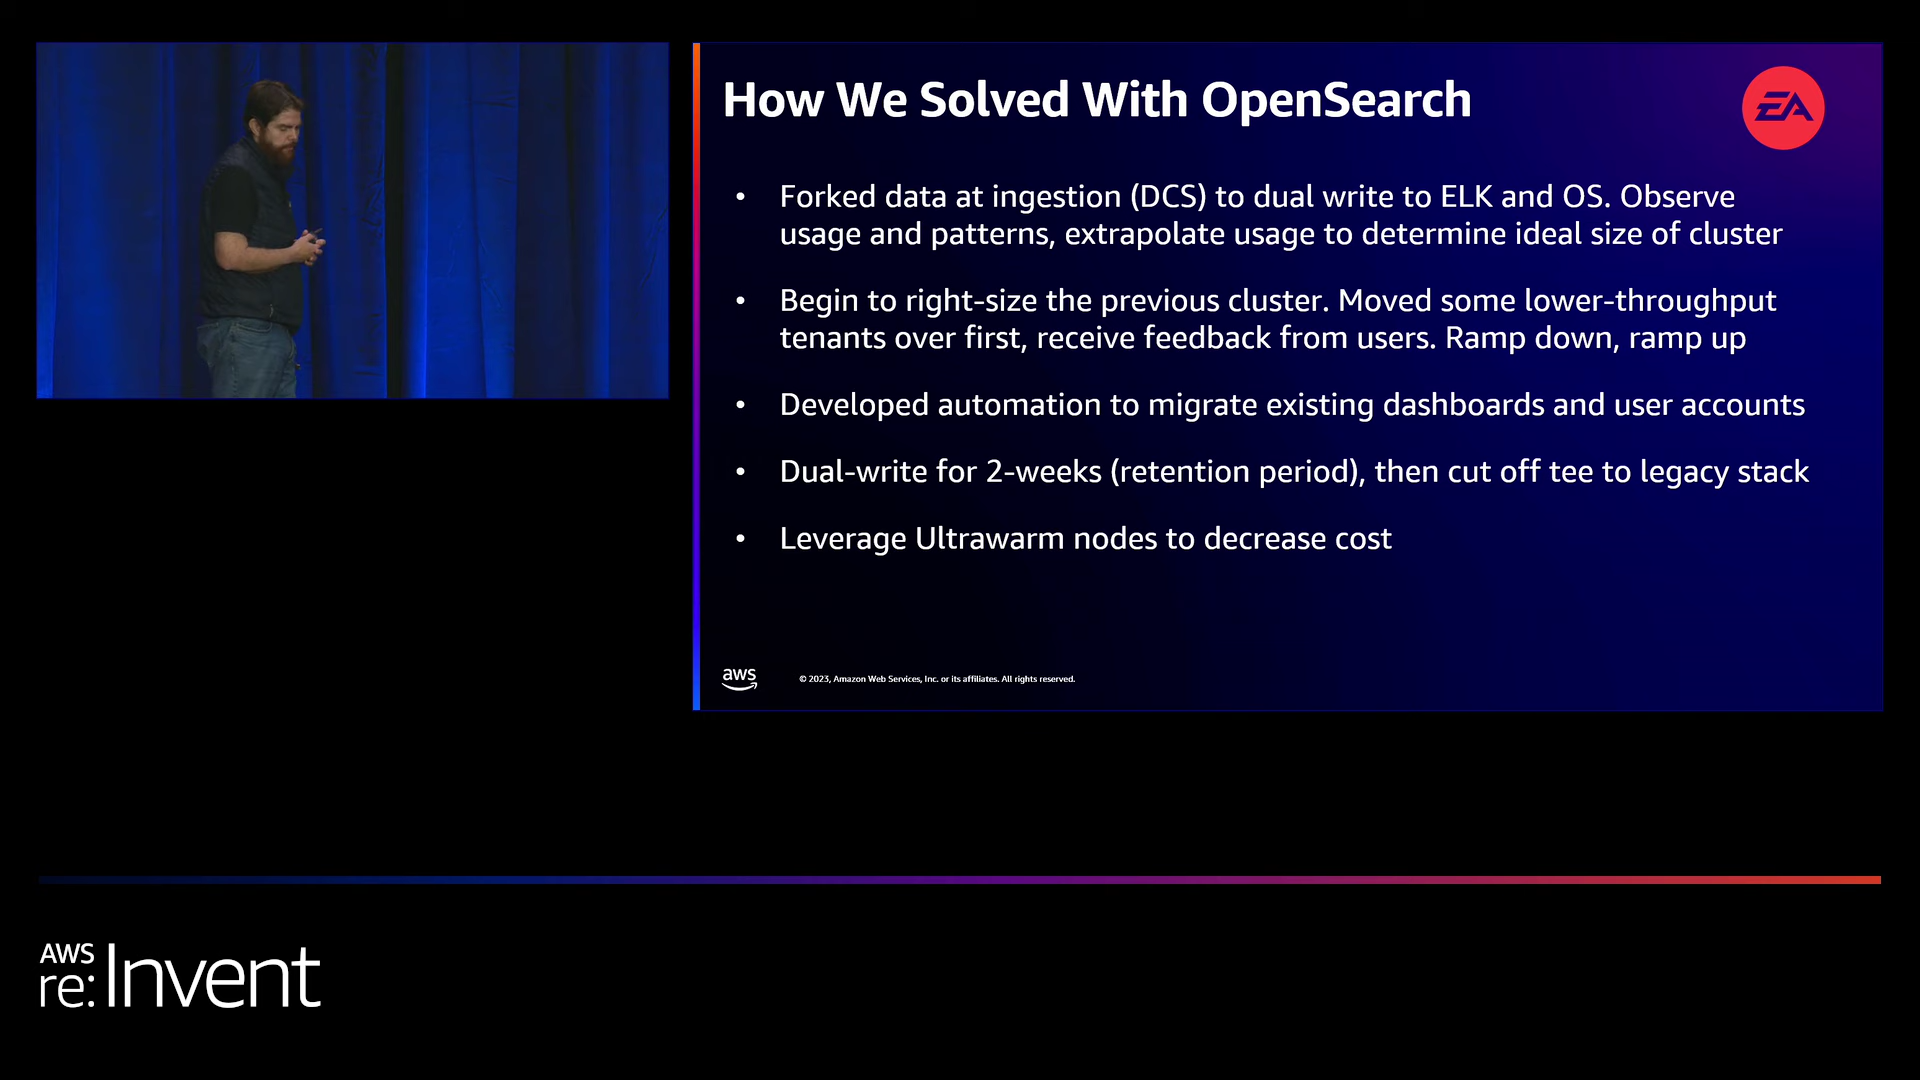 How We Solved With OpenSearch
EA
• Forked data at ingestion (DCS) to dual write to ELK and OS. Observe
usage and patterns, extrapolate usage to determine ideal size of cluster
• Begin to right-size the previous cluster. Moved some lower-throughput
tenants over first, receive feedback from users. Ramp down, ramp up
• Developed automation to migrate existing dashboards and user accounts
• Dual-write for 2-weeks (retention period), then cut off tee to legacy stack
• Leverage Ultrawarm nodes to decrease cost
aws
© 2023, Amazon Web Services, Inc. or its affiliates. All rights reserved.
AWS
re:Invent